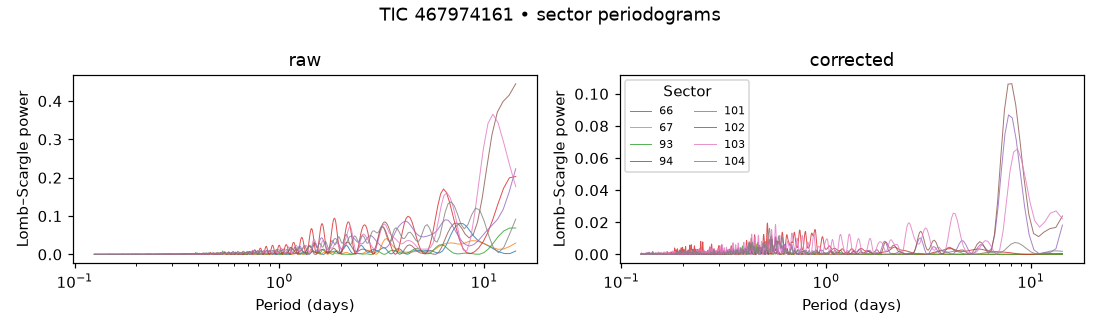 TIC 467974161 • sector periodograms
raw
Lomb–Scargle power
0.4
0.3
0.2
0.1
0.0
10⁻¹
10⁰
10¹
Period (days)
corrected
Lomb–Scargle power
0.10
0.08
0.06
0.04
0.02
0.00
Sector
66 101
67 102
93 103
94 104
10⁻¹
10⁰
10¹
Period (days)